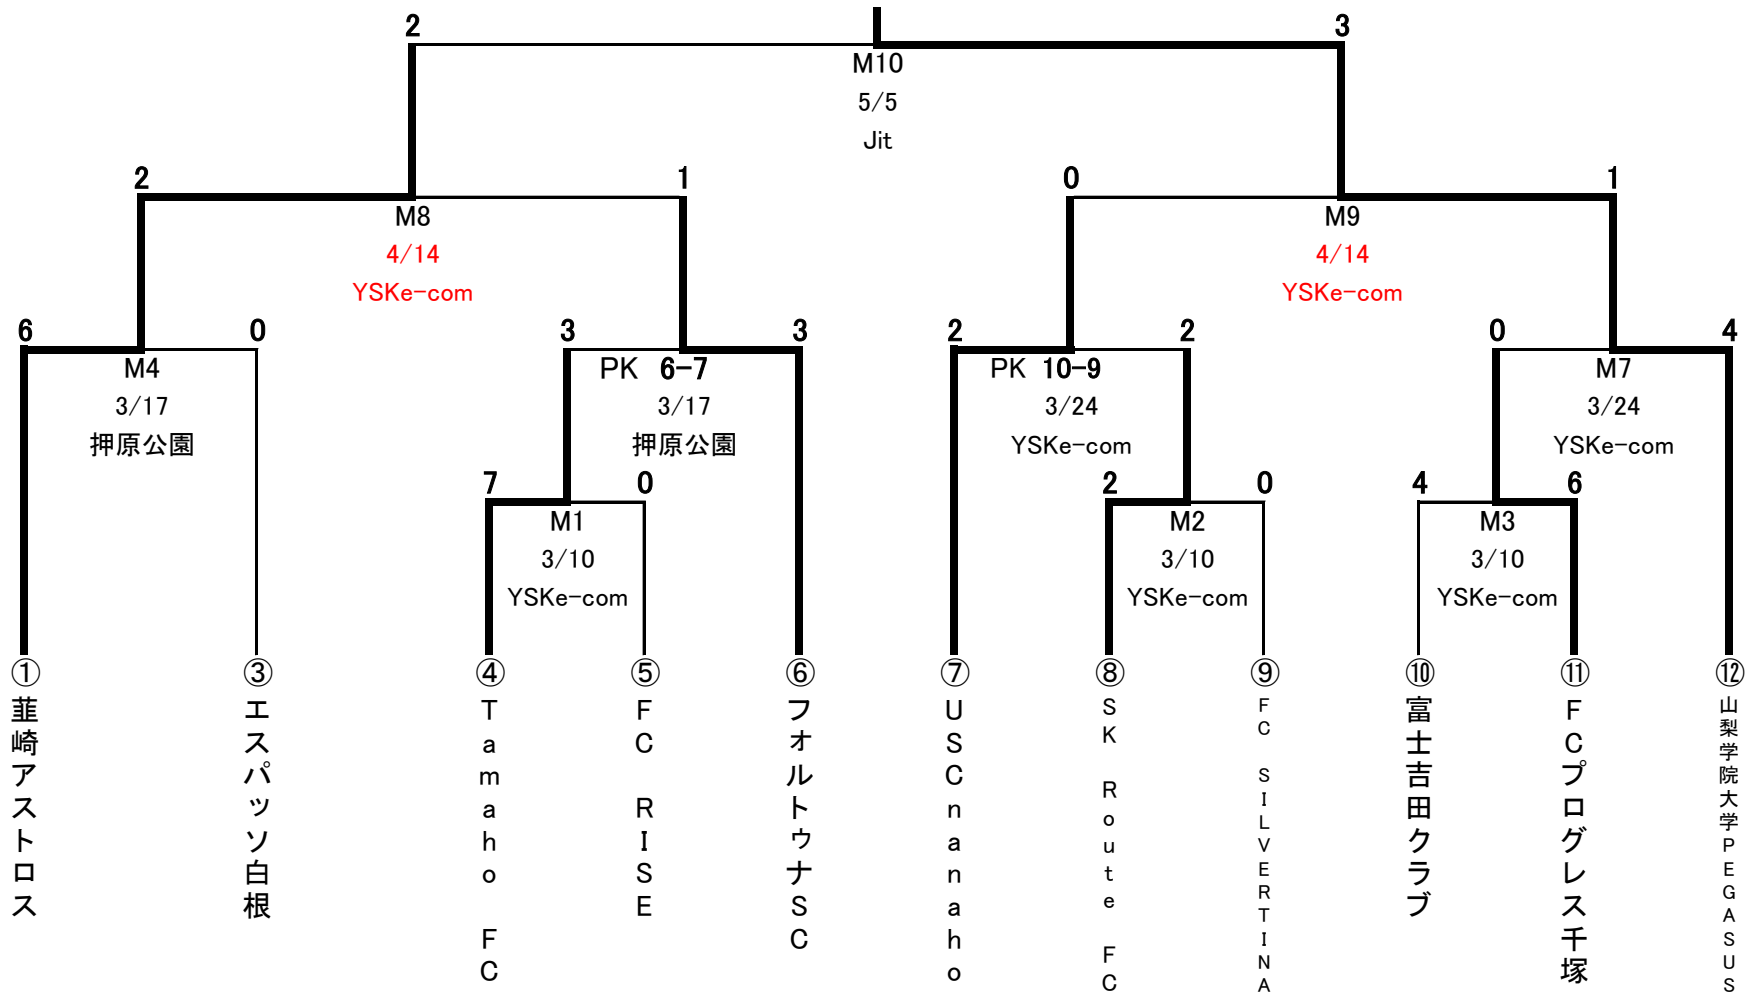 2 3
M10
5/5
Jit
2 1 0 1
M8 M9
4/14 4/14
YSKe-com YSKe-com
6 0 3 3 2 2 0 4
M4 PK 6-7 PK 10-9 M7
3/17 3/17 3/24 3/24
押原公園 押原公園 YSKe-com YSKe-com
7 0 2 0 4 6
M1 M2 M3
3/10 3/10 3/10
YSKe-com YSKe-com YSKe-com
① 韮崎アストロス
③ エスパッソ白根
④ Tamaho FC
⑤ FC RISE
⑥ フォルトゥナSC
⑦ USCnanaho
⑧ SK Route FC
⑨ FC SILVERTINA
⑩ 富士吉田クラブ
⑪ FCプログレス千塚
⑫ 山梨学院大学PEGASUS